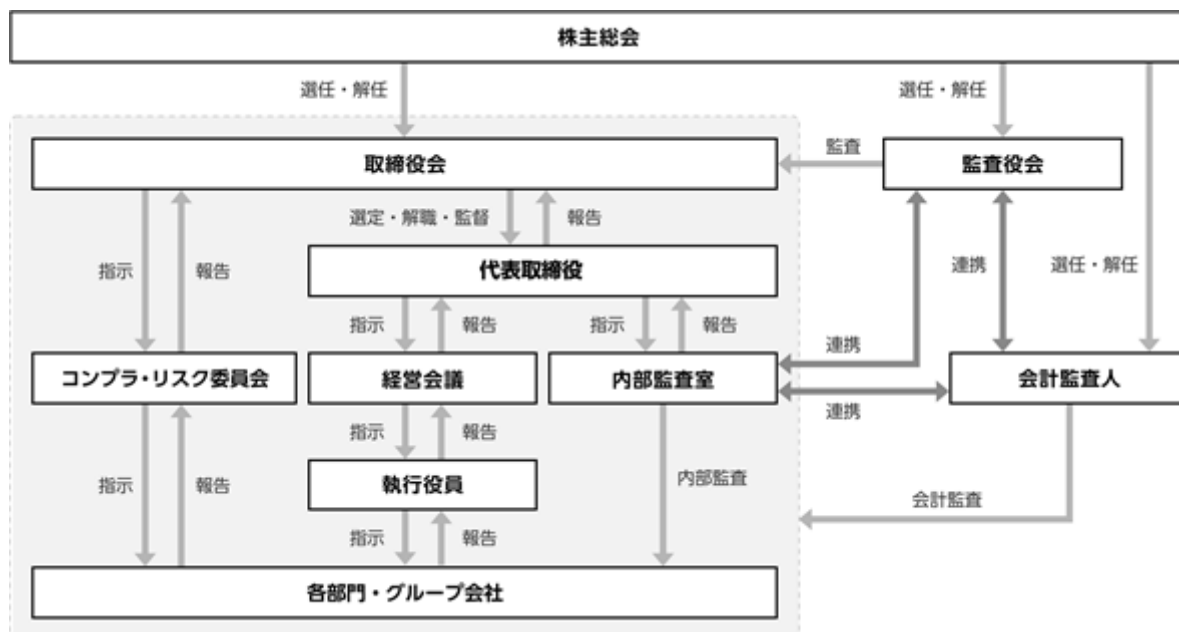 株主総会
選任・解任
選任・解任
取締役会
監査
監査役会
選定・解職・監督
報告
指示
報告
代表取締役
連携
選任・解任
指示
報告
指示
報告
連携
コンプラ・リスク委員会
経営会議
内部監査室
会計監査人
連携
指示
報告
指示
報告
執行役員
内部監査
会計監査
指示
報告
各部門・グループ会社